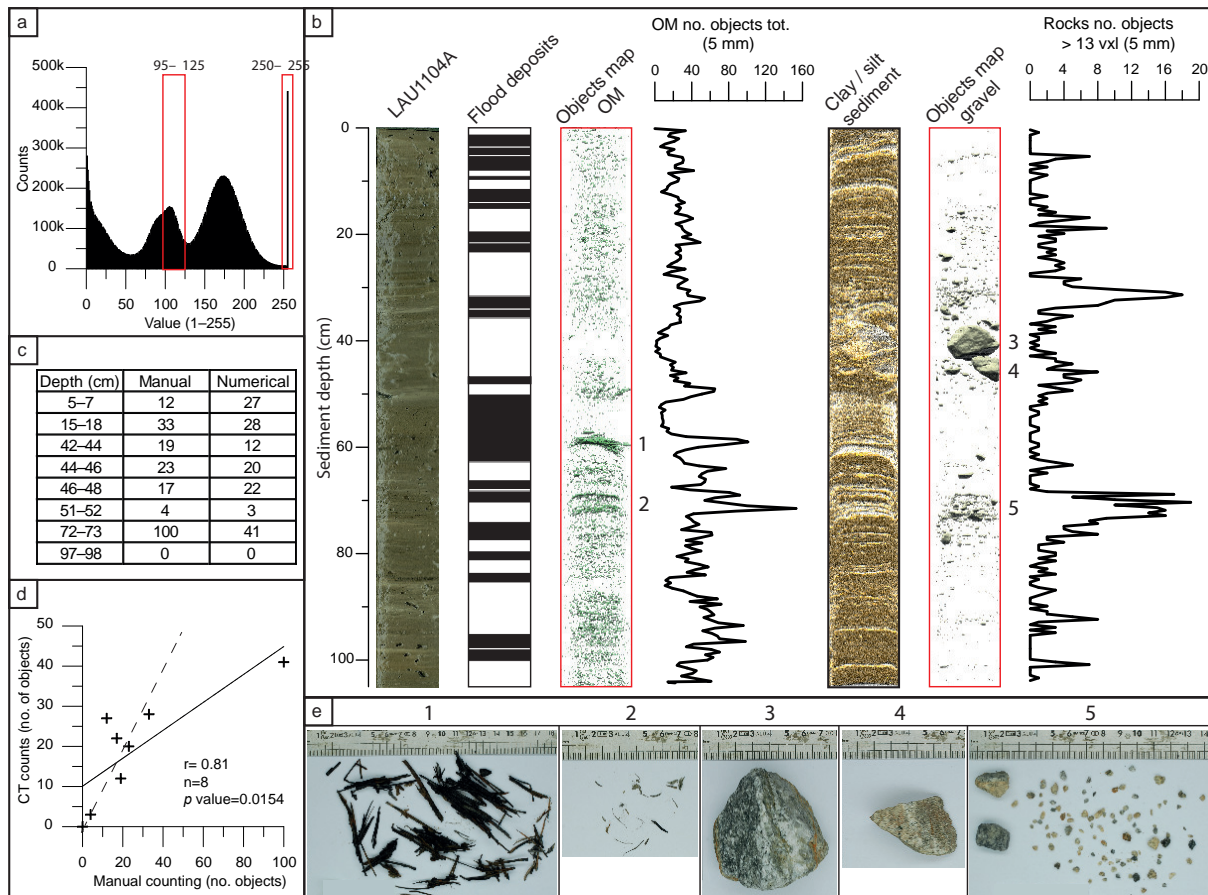 a
500k
400k
300k
200k
100k
0
Counts
95– 125
250– 255
0 50 100 150 200 250
Value (1–255)
b
LAU1104A
Flood deposits
Objects map
OM
OM no. objects tot.
(5 mm)
0 40 80 120 160
Clay / silt
sediment
Objects map
gravel
Rocks no. objects
> 13 vxl (5 mm)
0 4 8 12 16 20
Sediment depth (cm)
0
20
40
60
80
100
1
2
3
4
5
c
Depth (cm) Manual Numerical
5–7 12 27
15–18 33 28
42–44 19 12
44–46 23 20
46–48 17 22
51–52 4 3
72–73 100 41
97–98 0 0
d
50
40
30
20
10
0
CT counts (no. of objects)
r= 0.81
n=8
p value=0.0154
0 20 40 60 80 100
Manual counting (no. objects)
e
1 2 3 4 5